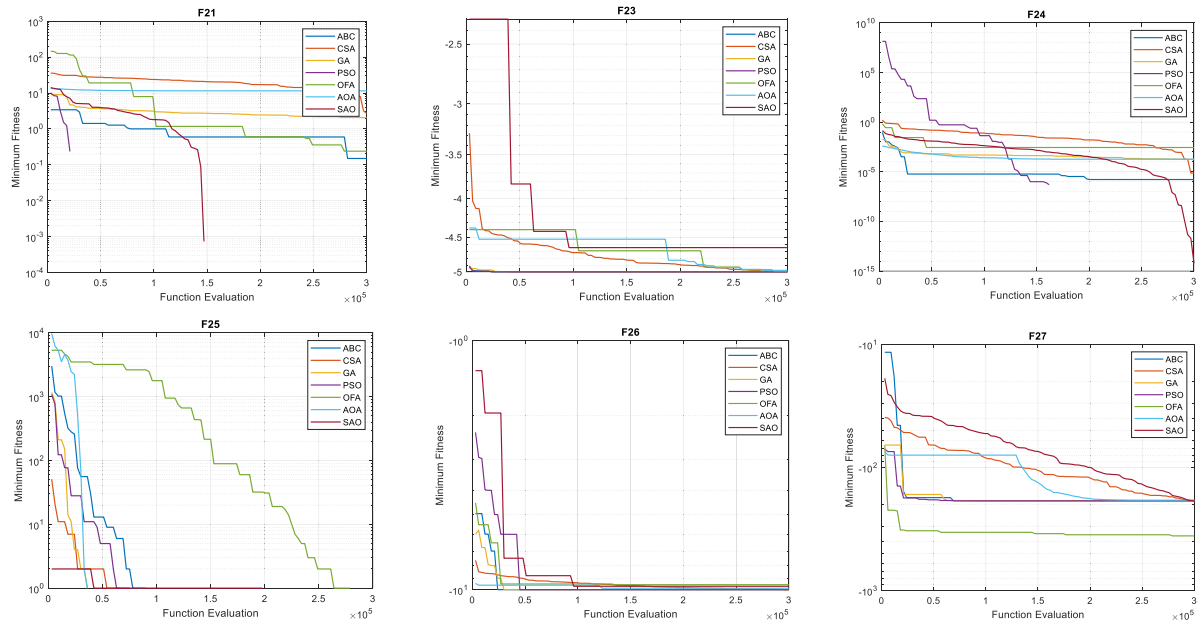 F21
10^3
10^2
10^1
10^0
10^-1
10^-2
10^-3
10^-4
Minimum Fitness
0 0.5 1 1.5 2 2.5 3
Function Evaluation
×10^5
ABC
CSA
GA
PSO
OFA
AOA
SAO
F23
-2.5
-3
-3.5
-4
-4.5
-5
Minimum Fitness
0 0.5 1 1.5 2 2.5 3
Function Evaluation
×10^5
ABC
CSA
GA
PSO
OFA
AOA
SAO
F24
10^10
10^5
10^0
10^-5
10^-10
10^-15
Minimum Fitness
0 0.5 1 1.5 2 2.5 3
Function Evaluation
×10^5
ABC
CSA
GA
PSO
OFA
AOA
SAO
F25
10^4
10^3
10^2
10^1
10^0
Minimum Fitness
0 0.5 1 1.5 2 2.5 3
Function Evaluation
×10^5
ABC
CSA
GA
PSO
OFA
AOA
SAO
F26
-10^0
-10^1
Minimum Fitness
0 0.5 1 1.5 2 2.5 3
Function Evaluation
×10^5
ABC
CSA
GA
PSO
OFA
AOA
SAO
F27
-10^1
-10^2
-10^3
Minimum Fitness
0 0.5 1 1.5 2 2.5 3
Function Evaluation
×10^5
ABC
CSA
GA
PSO
OFA
AOA
SAO